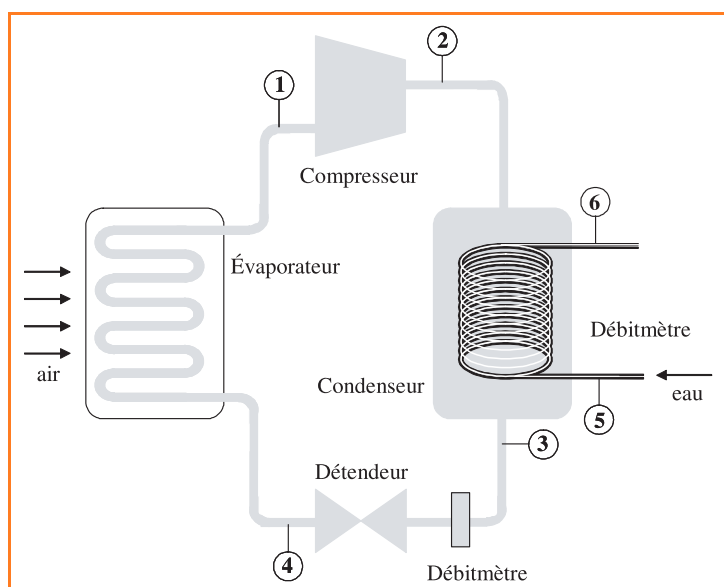 2
1
Compresseur
6
Évaporateur
Débitmètre
air
Condenseur
eau
5
3
Détendeur
4
Débitmètre